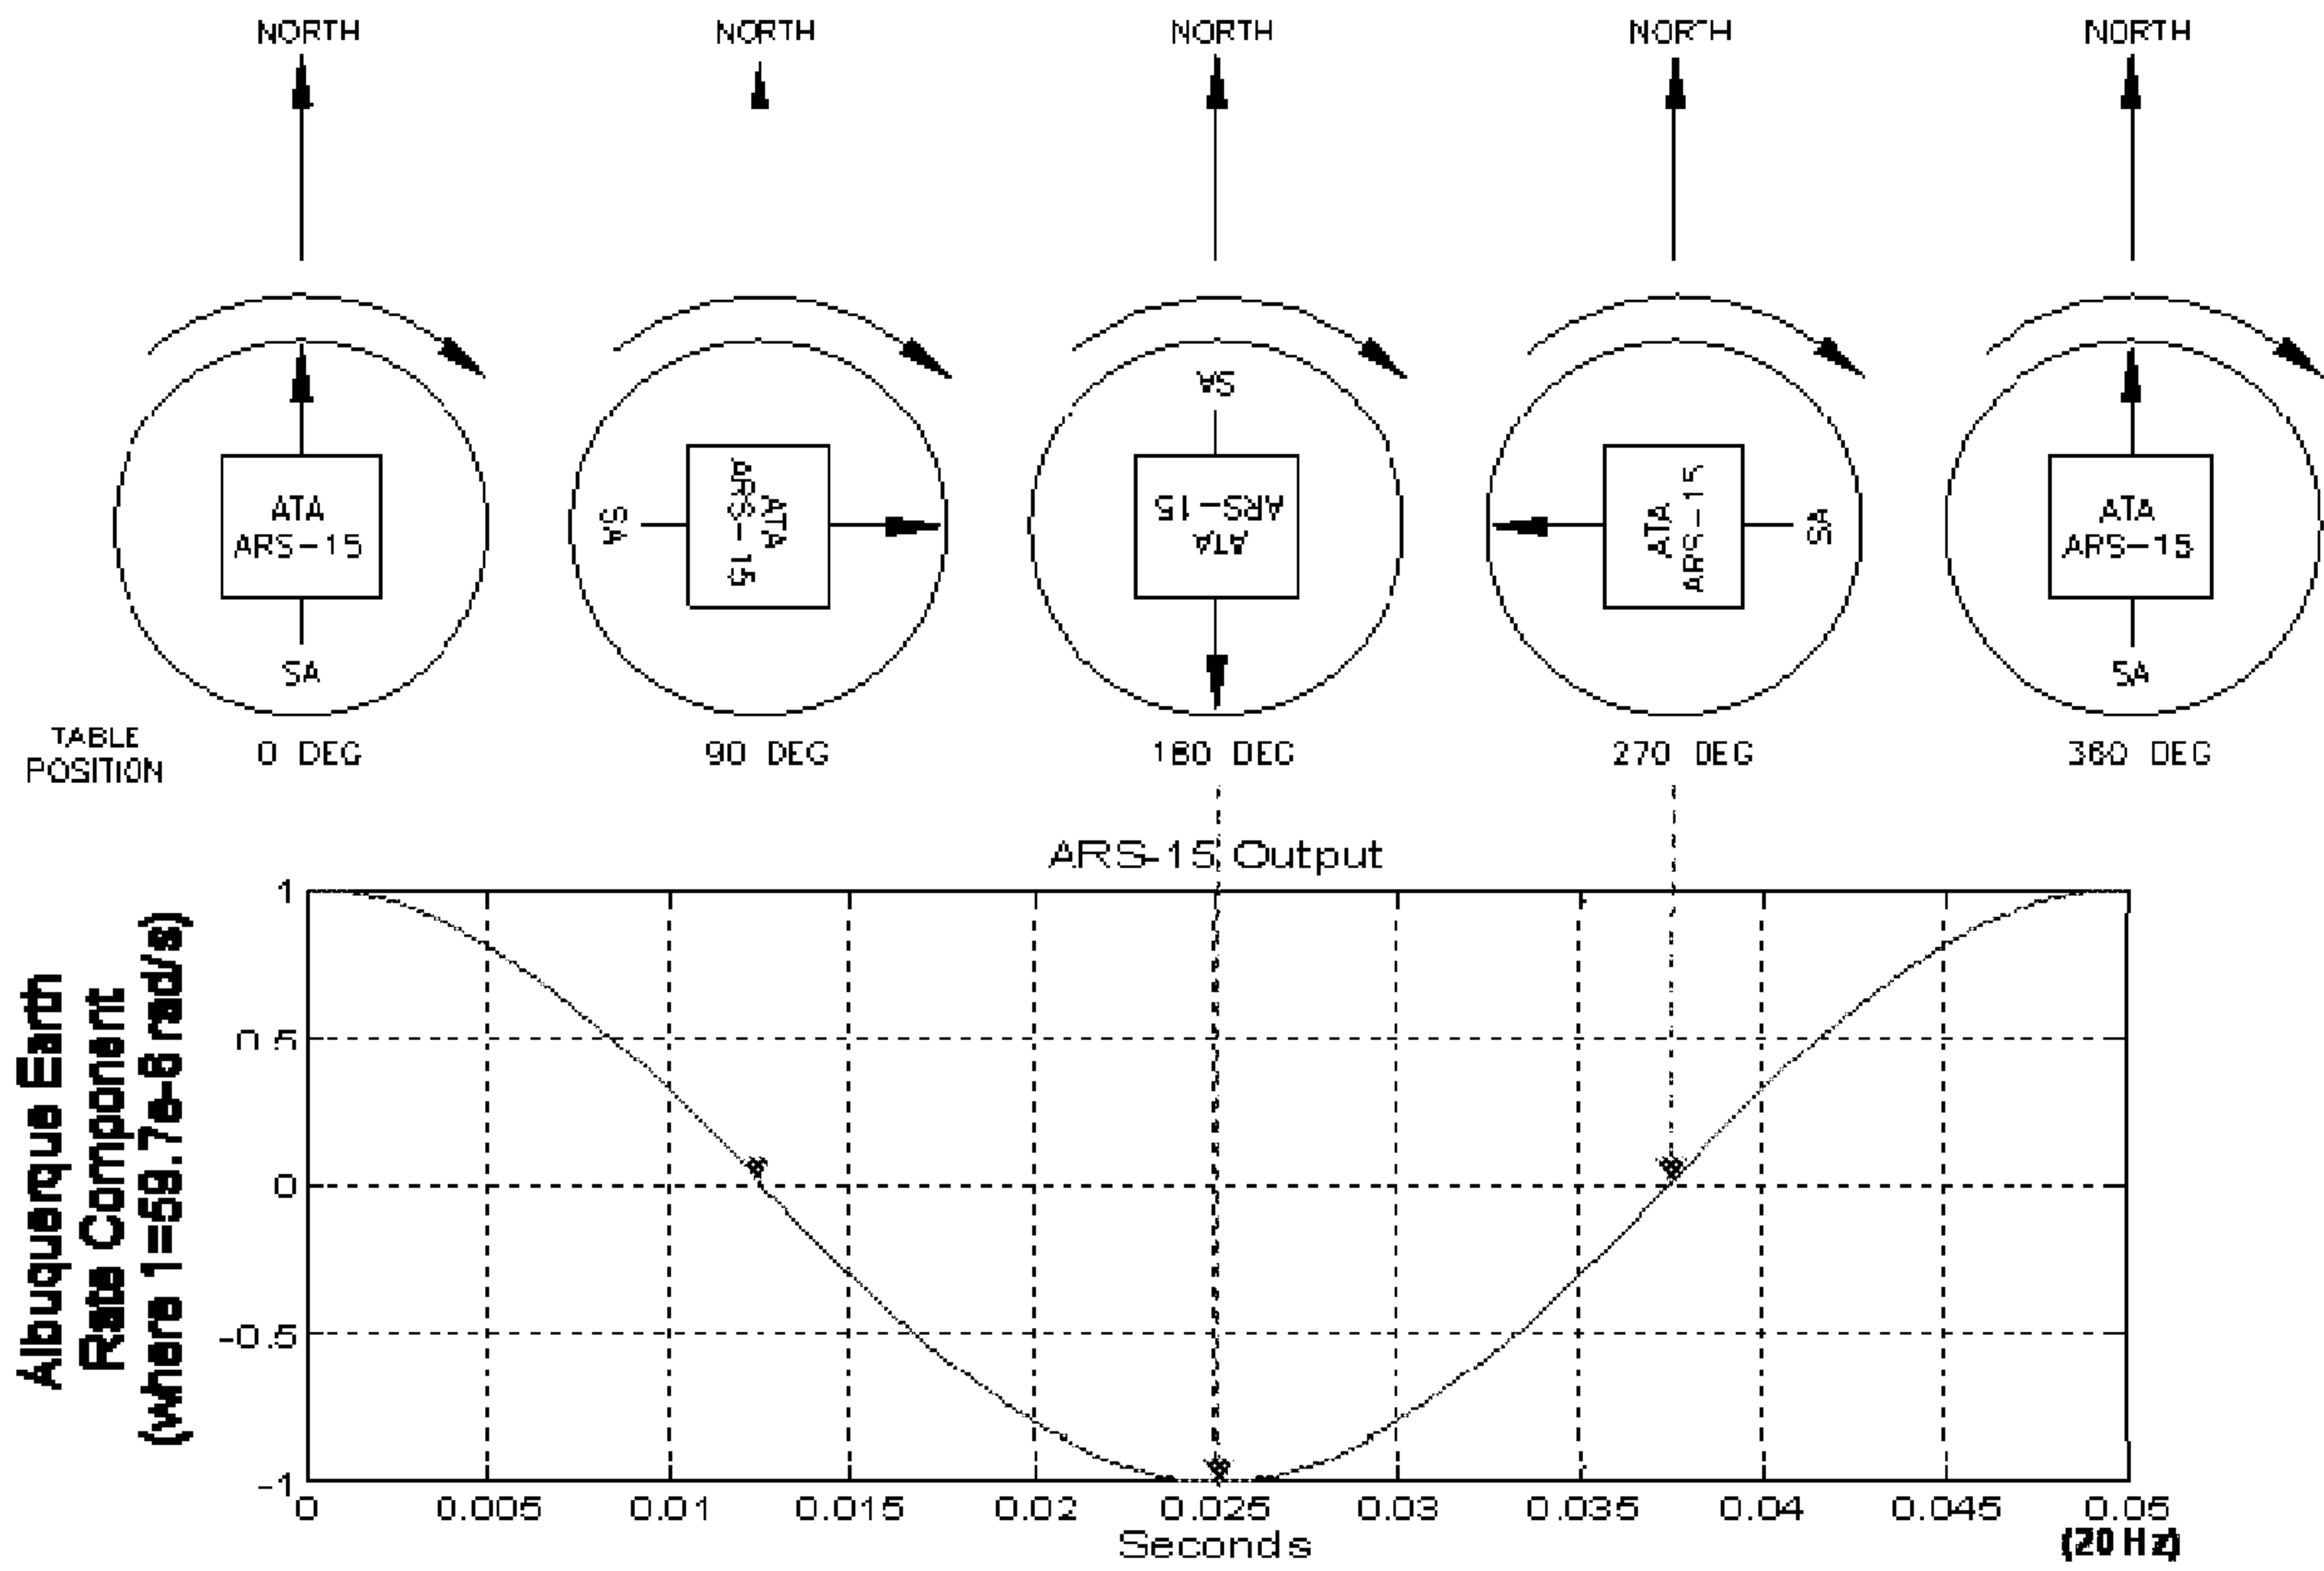 NORTH NORTH NORTH NORTH NORTH
ATA
ARS-15
SA
SA
ATA
ARS-15
SA
ATA
ARS-15
ATA
ARS-15
SA
ATA
ARS-15
SA
TABLE
POSITION
0 DEG 90 DEG 180 DEG 270 DEG 360 DEG
ARS-15 Output
Albuquerque Earth
Rate Component
(where 1=59.7e-6 rad/s)
1
0.5
0
-0.5
-1
0 0.005 0.01 0.015 0.02 0.025 0.03 0.035 0.04 0.045 0.05
Seconds
(20 Hz)